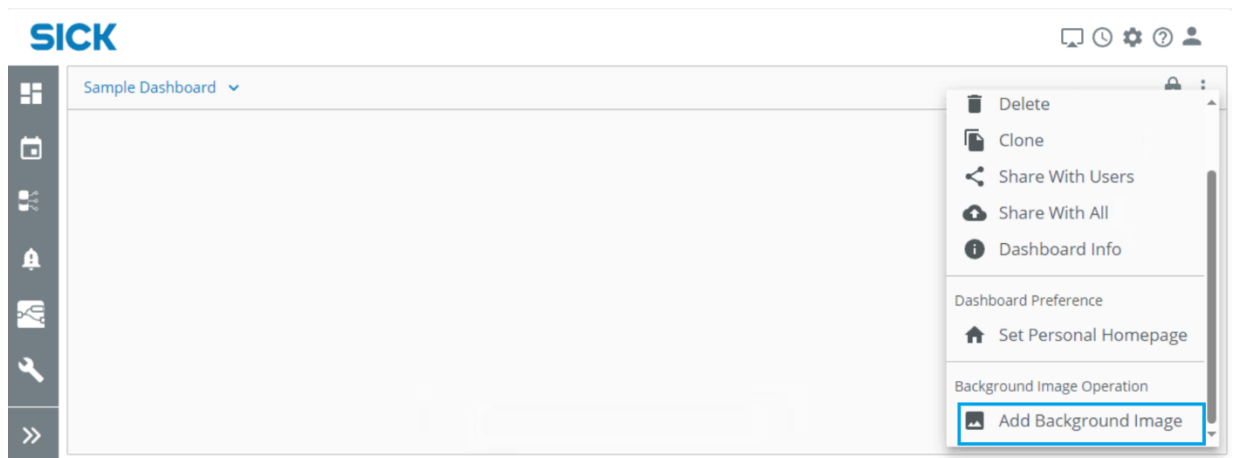 SICK
Sample Dashboard
Delete
Clone
Share With Users
Share With All
Dashboard Info
Dashboard Preference
Set Personal Homepage
Background Image Operation
Add Background Image